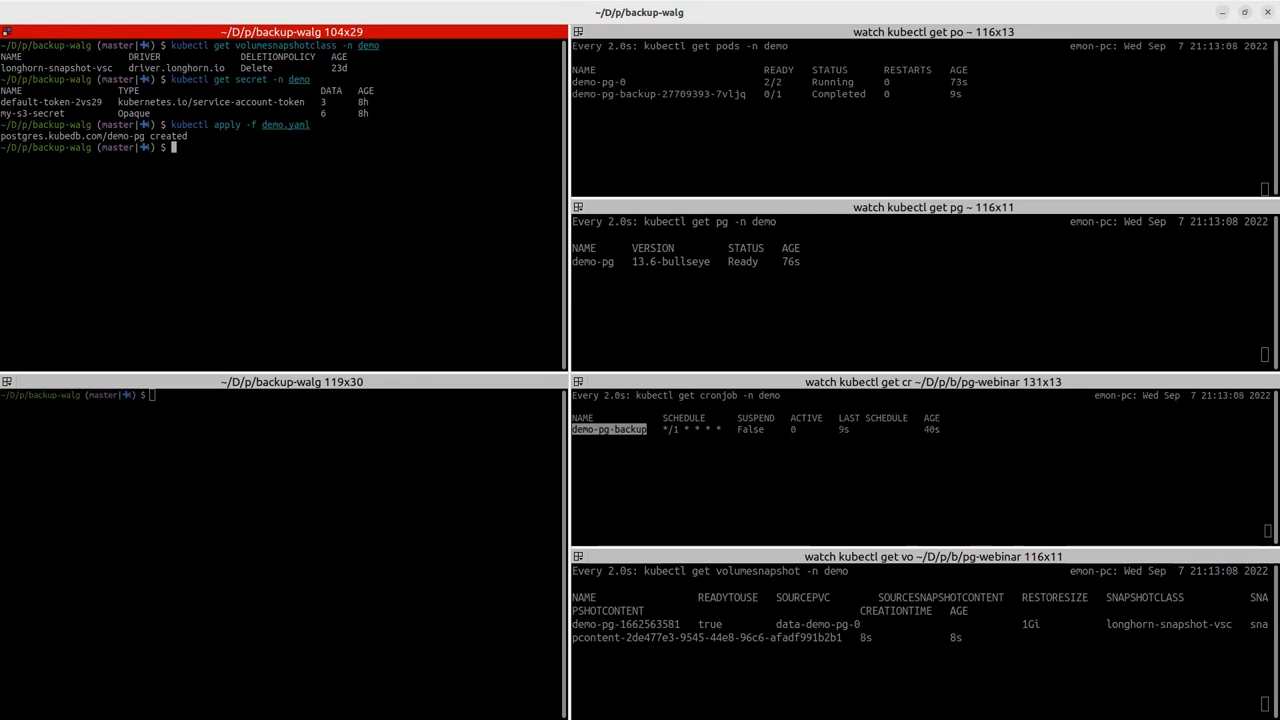 ~/D/p/backup-walg
~/D/p/backup-walg 104x29
~/D/p/backup-walg (master|) $ kubectl get volumesnapshotclass -n demo
NAME DRIVER DELETIONPOLICY AGE
longhorn-snapshot-vsc driver.longhorn.io Delete 23d
~/D/p/backup-walg (master|) $ kubectl get secret -n demo
NAME TYPE DATA AGE
default-token-2vs29 kubernetes.io/service-account-token 3 8h
my-s3-secret Opaque 6 8h
~/D/p/backup-walg (master|) $ kubectl apply -f demo.yaml
postgres.kubedb.com/demo-pg created
~/D/p/backup-walg (master|) $
watch kubectl get po ~ 116x13
Every 2.0s: kubectl get pods -n demo emon-pc: Wed Sep 7 21:13:08 2022
NAME READY STATUS RESTARTS AGE
demo-pg-0 2/2 Running 0 73s
demo-pg-backup-27709393-7vljq 0/1 Completed 0 9s
watch kubectl get pg ~ 116x11
Every 2.0s: kubectl get pg -n demo emon-pc: Wed Sep 7 21:13:08 2022
NAME VERSION STATUS AGE
demo-pg 13.6-bullseye Ready 76s
~/D/p/backup-walg 119x30
~/D/p/backup-walg (master|) $
watch kubectl get cr ~/D/p/b/pg-webinar 131x13
Every 2.0s: kubectl get cronjob -n demo emon-pc: Wed Sep 7 21:13:08 2022
NAME SCHEDULE SUSPEND ACTIVE LAST SCHEDULE AGE
demo-pg-backup */1 * * * * False 0 9s 40s
watch kubectl get vo ~/D/p/b/pg-webinar 116x11
Every 2.0s: kubectl get volumesnapshot -n demo emon-pc: Wed Sep 7 21:13:08 2022
NAME READYTOUSE SOURCEPVC SOURCESNAPSHOTCONTENT RESTORESIZE SNAPSHOTCLASS SNA
PSHOTCONTENT CREATIONTIME AGE
demo-pg-1662563581 true data-demo-pg-0 1Gi longhorn-snapshot-vsc sna
pcontent-2de477e3-9545-44e8-96c6-afadf991b2b1 8s 8s